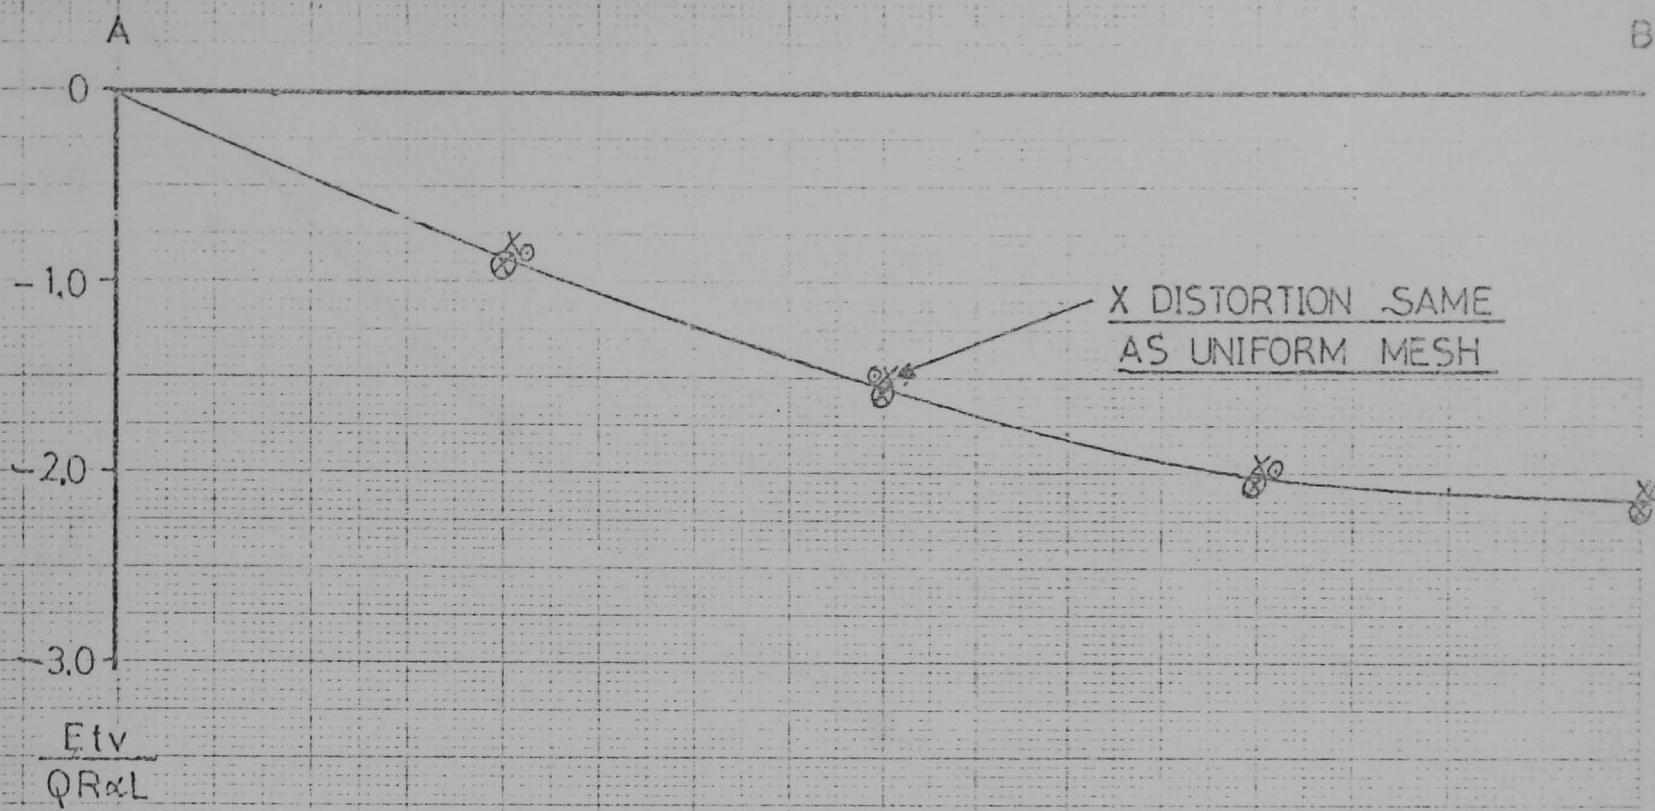 A B
0
-1.0
X DISTORTION SAME
AS UNIFORM MESH
-2.0
-3.0
Etv
QRαL